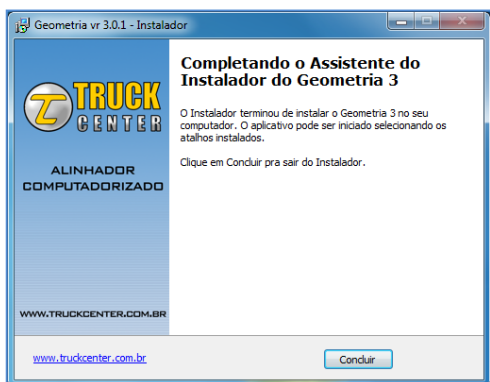 Geometria vr 3.0.1 - Instalador
TRUCK
CENTER
ALINHADOR
COMPUTADORIZADO
WWW.TRUCKCENTER.COM.BR
Completando o Assistente do
Instalador do Geometria 3
O Instalador terminou de instalar o Geometria 3 no seu
computador. O aplicativo pode ser iniciado selecionando os
atalhos instalados.
Clique em Concluir pra sair do Instalador.
www.truckcenter.com.br
Concluir